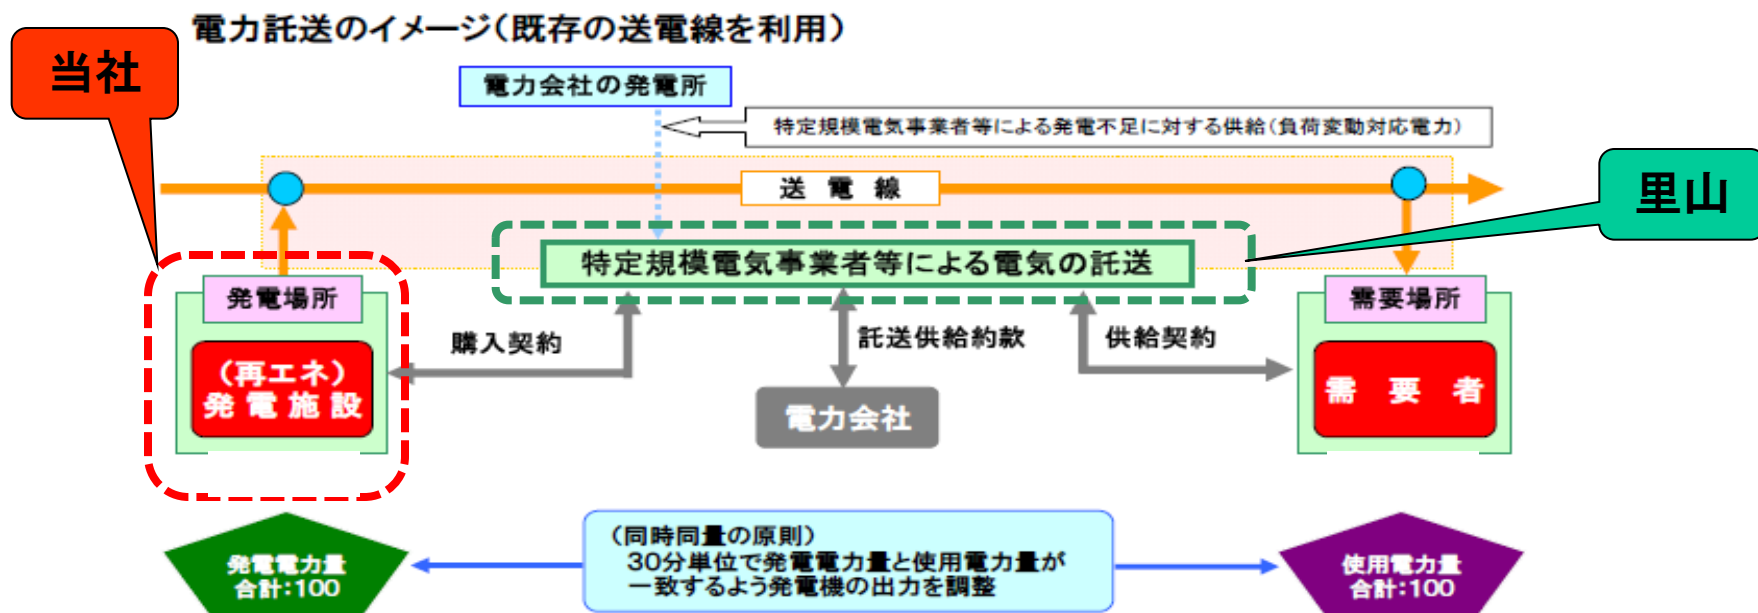 電力託送のイメージ(既存の送電線を利用)
当社
電力会社の発電所
特定規模電気事業者等による発電不足に対する供給(負荷変動対応電力)
送電線
里山
特定規模電気事業者等による電気の託送
発電場所
需要場所
購入契約
託送供給約款
供給契約
(再エネ)
発電施設
電力会社
需要者
(同時同量の原則)
30分単位で発電電力量と使用電力量が
一致するよう発電機の出力を調整
発電電力量
合計:100
使用電力量
合計:100